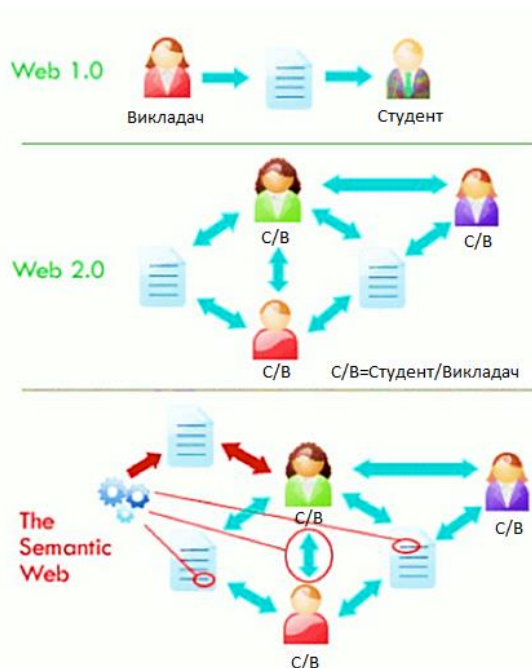 Web 1.0
Викладач
Студент
С/В
С/В
Web 2.0
С/В
С/В=Студент/Викладач
С/В
С/В
The
Semantic
Web
С/В